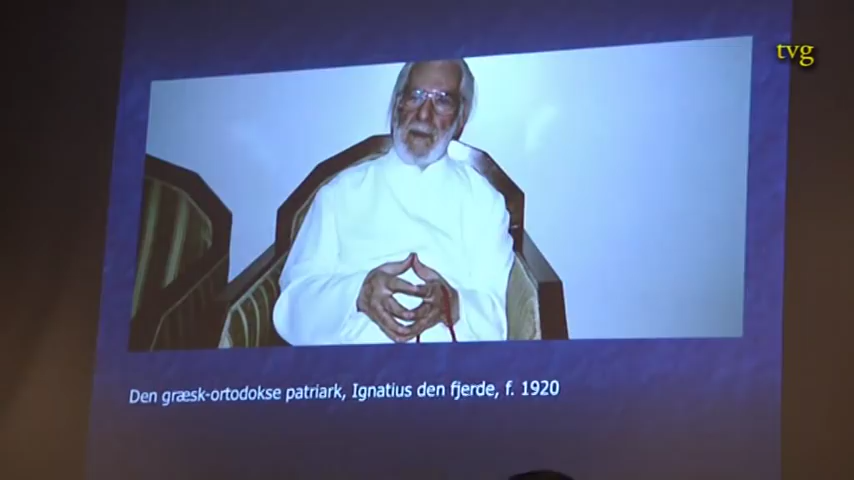 tvg
Den græsk-ortodokse patriark, Ignatius den fjerde, f. 1920